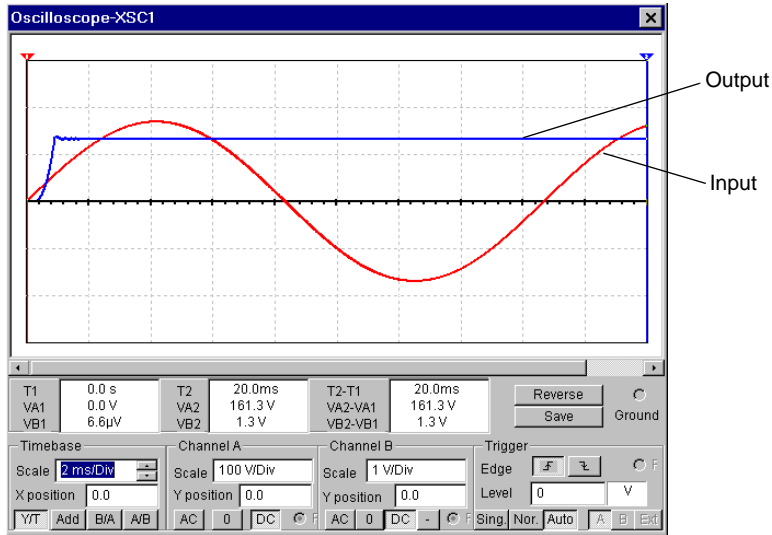 Oscilloscope-XSC1
Output
Input
T1 0.0 s T2 20.0ms T2-T1 20.0ms Reverse
VA1 0.0 V VA2 161.3 V VA2-VA1 161.3 V Save Ground
VB1 6.6µV VB2 1.3 V VB2-VB1 1.3 V
Timebase Channel A Channel B Trigger
Scale 2 ms/Div Scale 100 V/Div Scale 1 V/Div Edge F
X position 0.0 Y position 0.0 Y position 0.0 Level 0 V
Y/T Add B/A A/B AC 0 DC F AC 0 DC - F Sing. Nor. Auto A B Ext